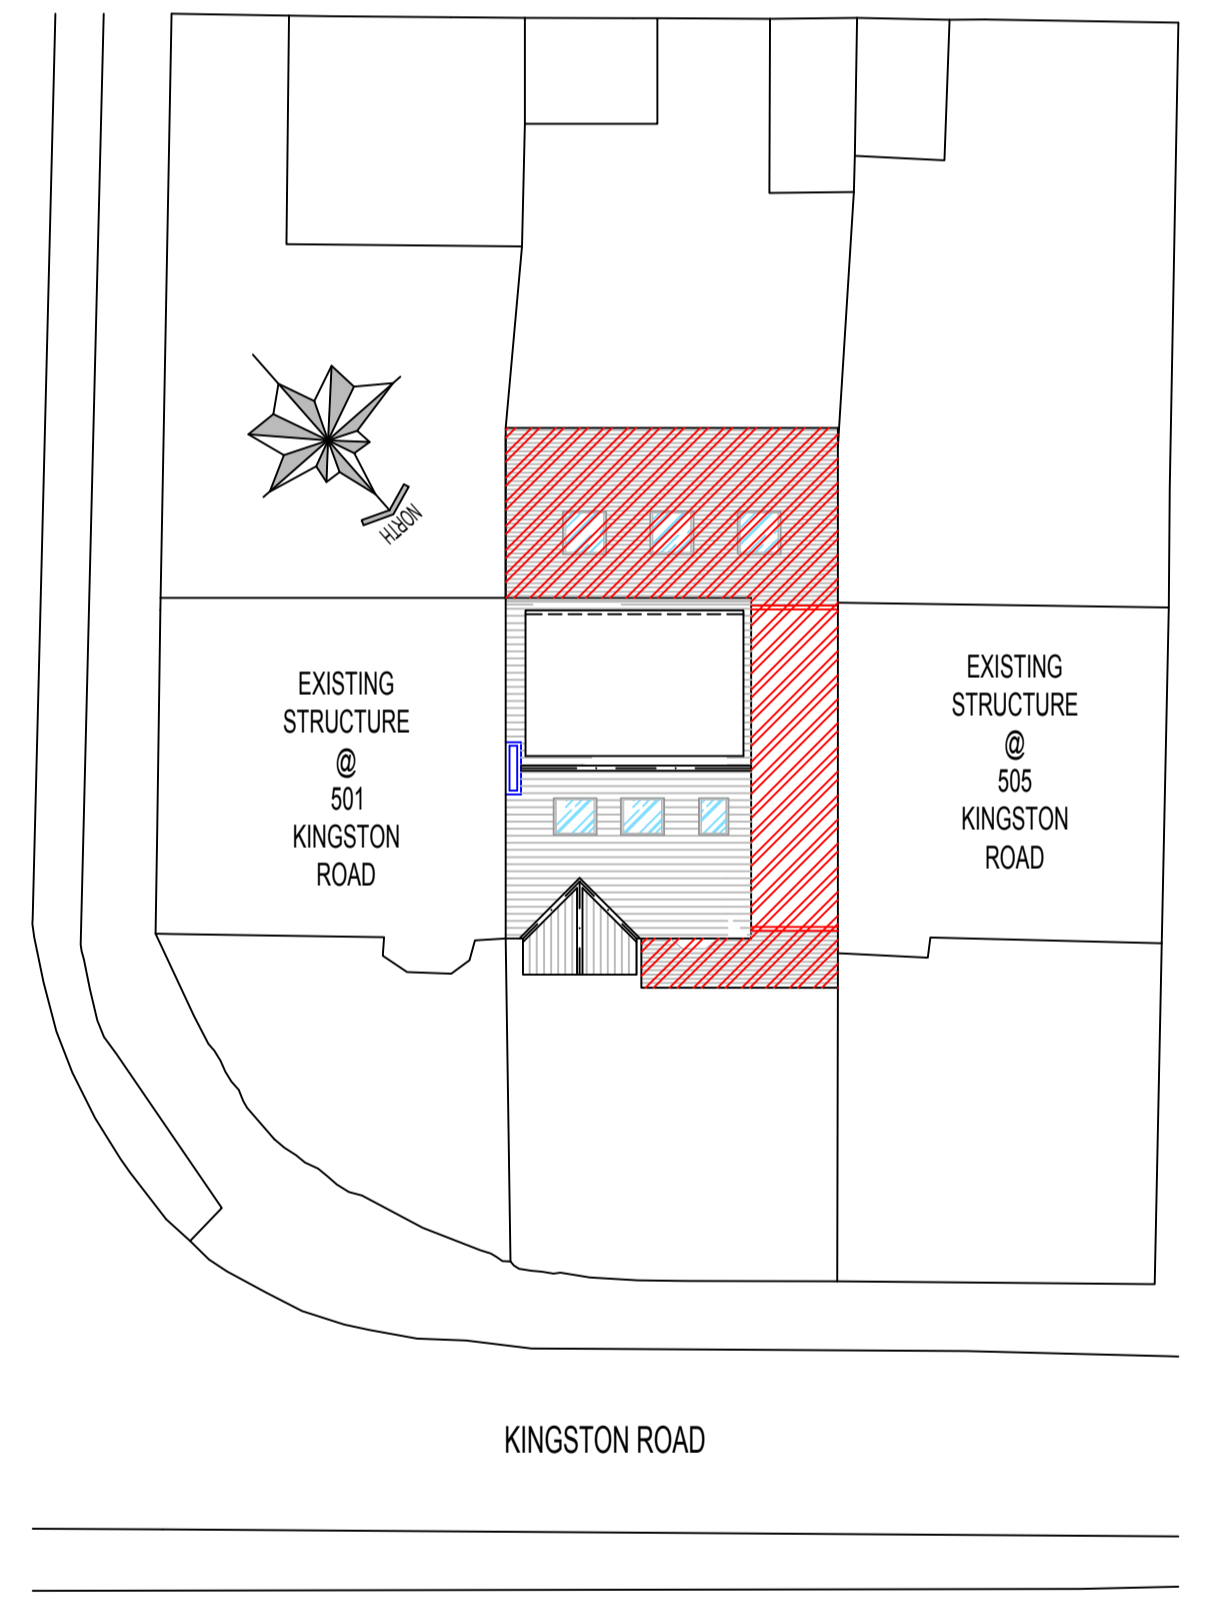 NORTH
EXISTING
STRUCTURE
@
501
KINGSTON
ROAD
EXISTING
STRUCTURE
@
505
KINGSTON
ROAD
KINGSTON ROAD